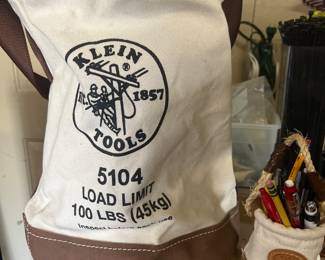 KLEIN
EST. 1857
TOOLS
5104
LOAD LIMIT
100 LBS (45kg)